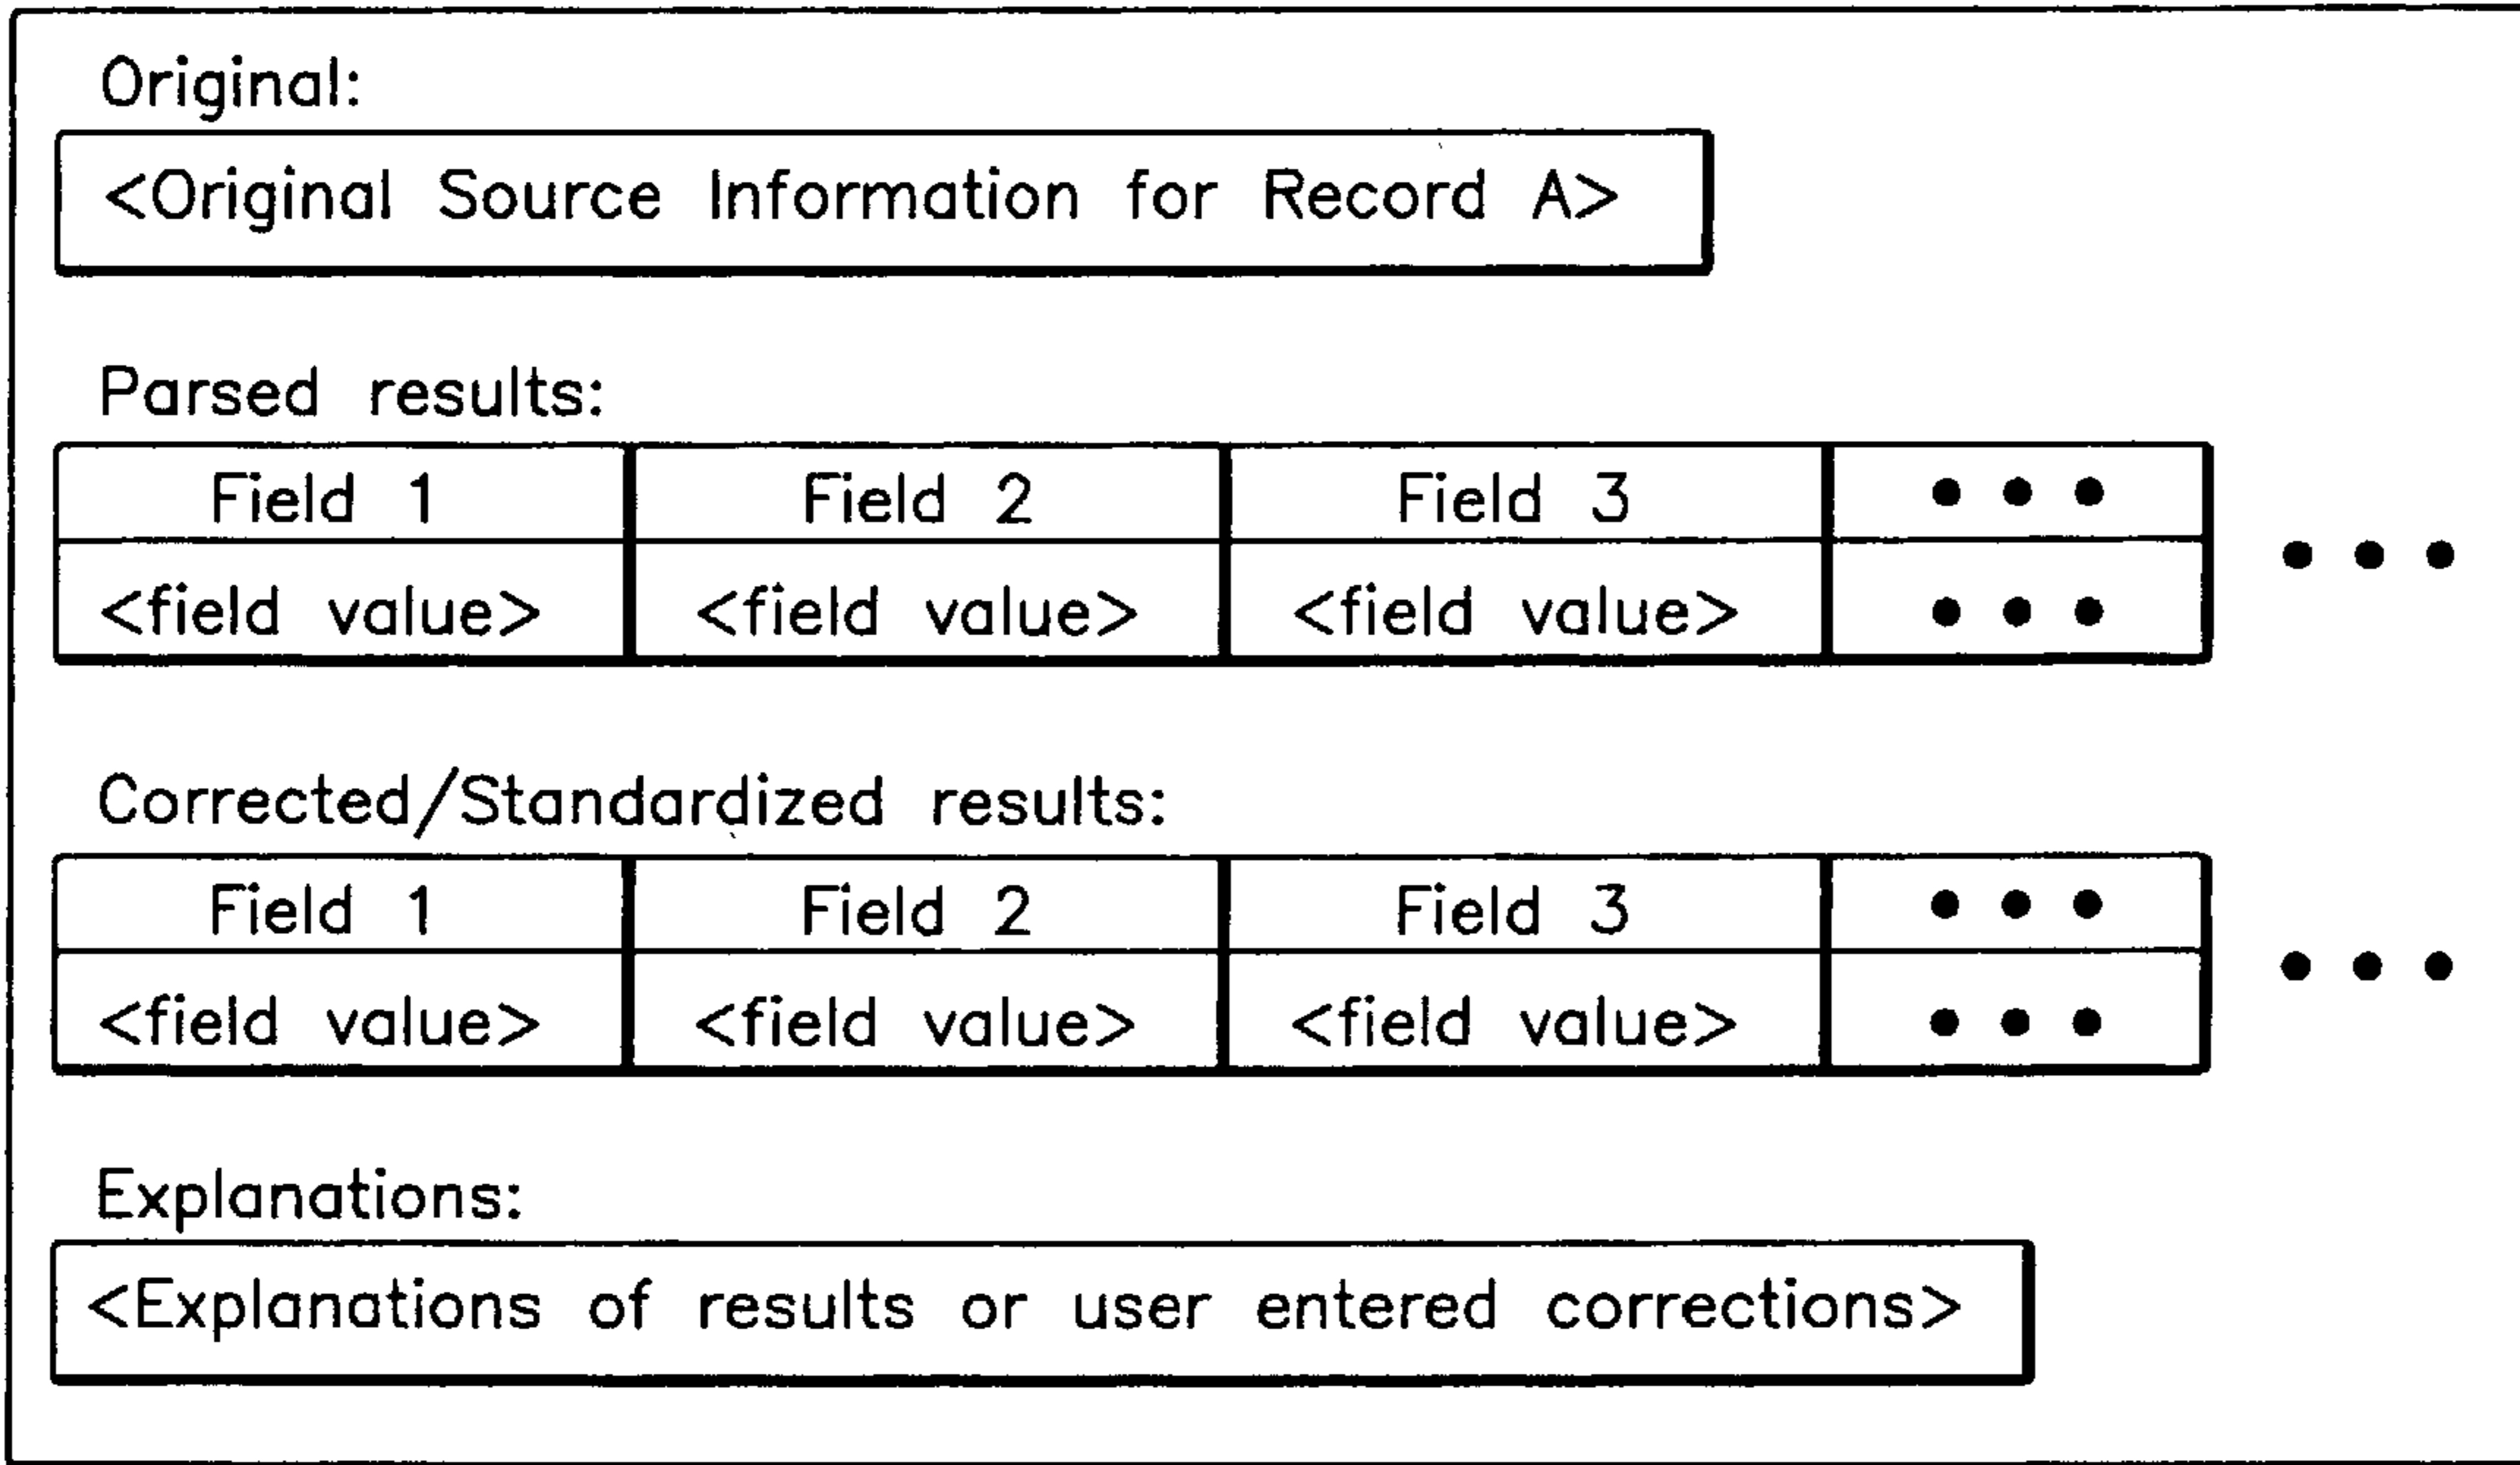 Original:
<Original Source Information for Record A>
Parsed results:
Field 1 Field 2 Field 3 • • •
<field value> <field value> <field value> • • •
• • •
Corrected/Standardized results:
Field 1 Field 2 Field 3 • • •
<field value> <field value> <field value> • • •
• • •
Explanations:
<Explanations of results or user entered corrections>